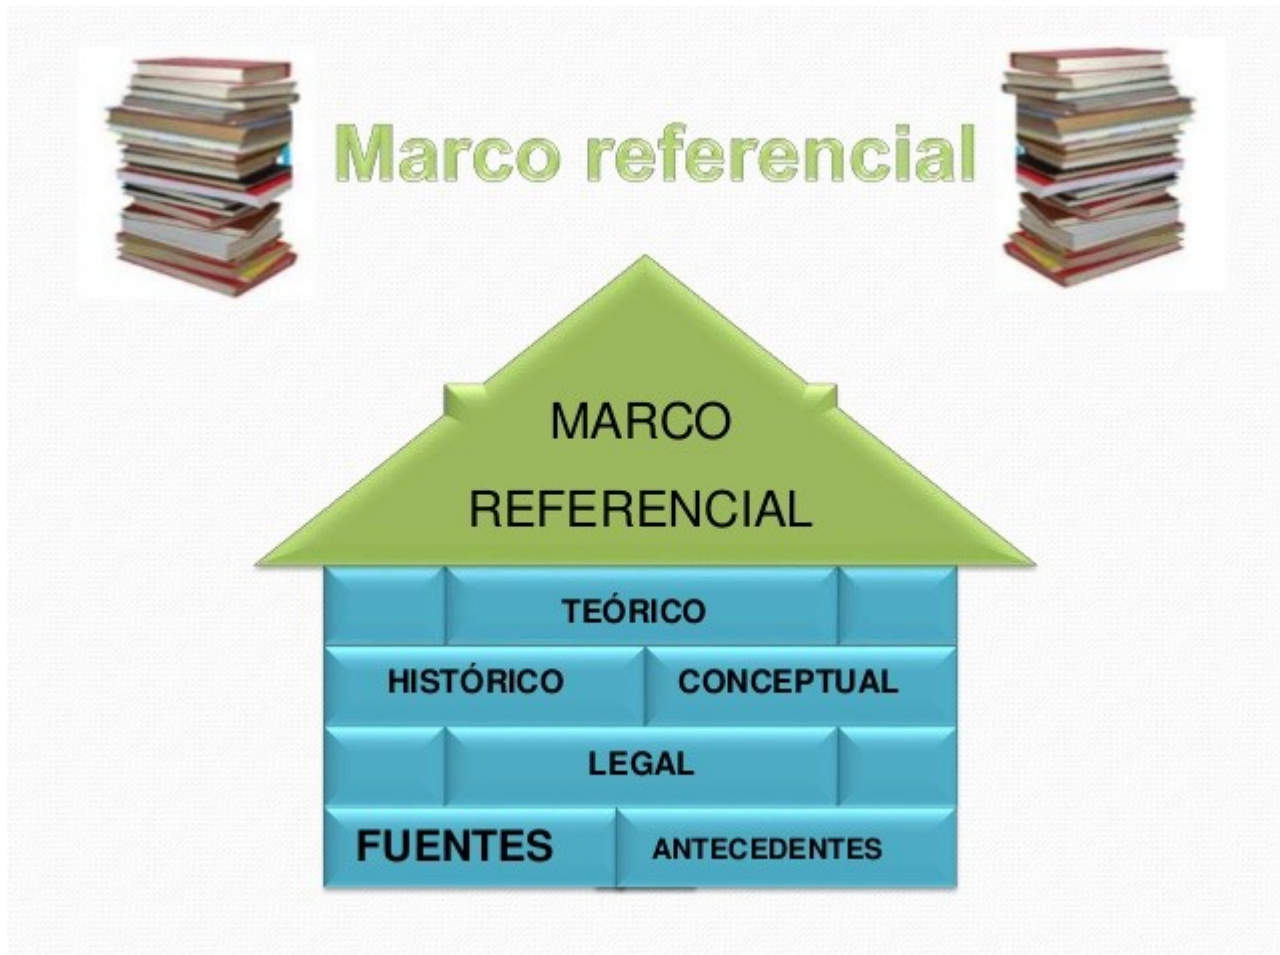 Marco referencial
MARCO
REFERENCIAL
TEÓRICO
HISTÓRICO CONCEPTUAL
LEGAL
FUENTES ANTECEDENTES